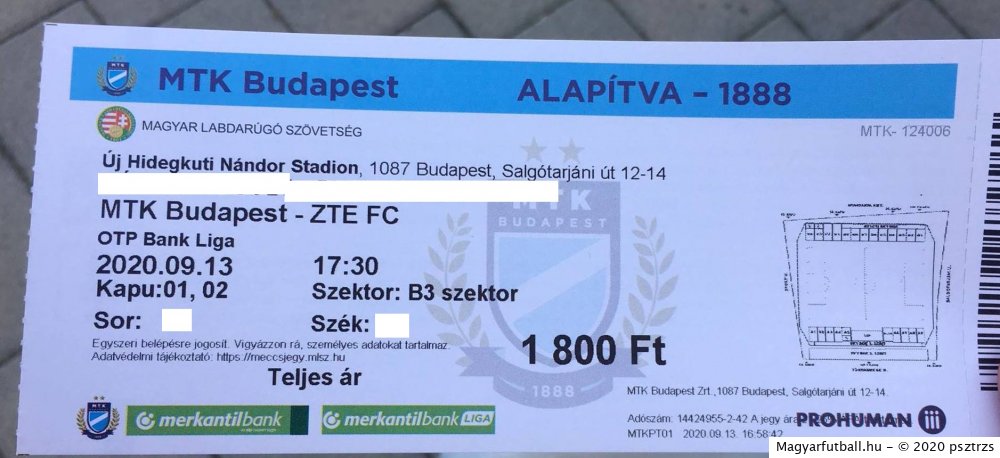 MTK Budapest ALAPÍTVA – 1888
MAGYAR LABDARÚGÓ SZÖVETSÉG MTK- 124006
Új Hidegkuti Nándor Stadion, 1087 Budapest, Salgótarjáni út 12-14
MTK Budapest - ZTE FC
MTK
BUDAPEST
OTP Bank Liga
2020.09.13 17:30
Kapu:01, 02 Szektor: B3 szektor
Sor: Szék:
Egyszeri belépésre jogosít. Vigyázzon rá, személyes adatokat tartalmaz.
Adatvédelmi tájékoztató: https://meccsjegy.mlsz.hu
1 800 Ft
Teljes ár
1888
MTK Budapest Zrt.,1087 Budapest, Salgótarjáni út 12-14.
merkantilbank merkantilbank LIGA
Adószám: 14424955-2-42 A jegy ára PROHUMAN
MTKPT01 2020.09.13. 16:58:42
Magyarfutball.hu - © 2020 psztrzs